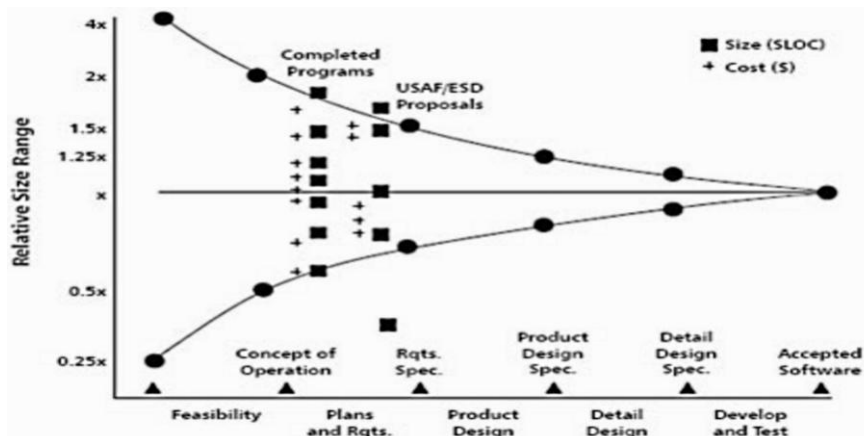 4x
Completed
Programs
Size (SLOC)
Cost ($)
2x
USAF/ESD
Proposals
1.5x
1.25x
Relative Size Range
x
0.5x
0.25x
Concept of
Operation
Rqts.
Spec.
Product
Design
Spec.
Detail
Design
Spec.
Accepted
Software
Feasibility
Plans
and Rqts.
Product
Design
Detail
Design
Develop
and Test